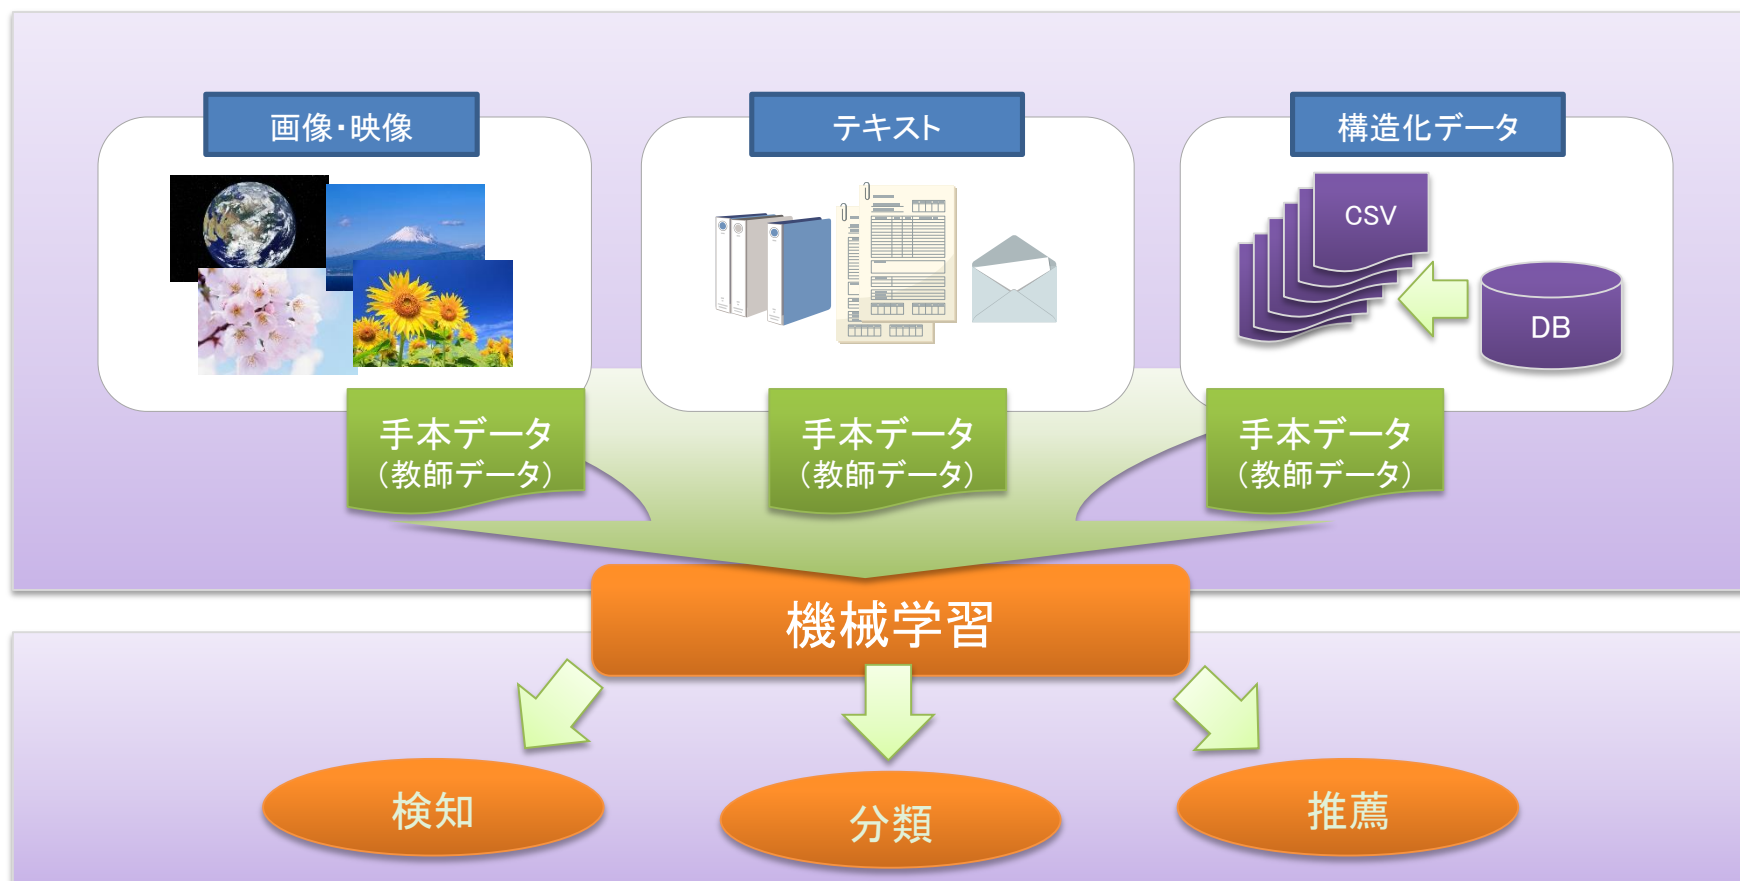 画像・映像
テキスト
構造化データ
CSV
DB
手本データ
（教師データ）
手本データ
（教師データ）
手本データ
（教師データ）
機械学習
検知
分類
推薦